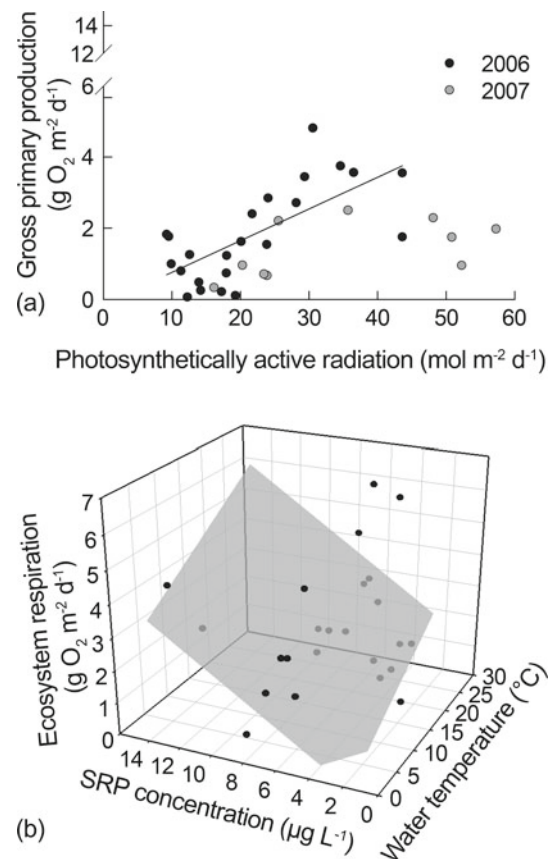 14
12
6
4
2
0
Gross primary production
(g O₂ m⁻² d⁻¹)
2006
2007
(a)
0 10 20 30 40 50 60
Photosynthetically active radiation (mol m⁻² d⁻¹)
7
6
5
4
3
2
1
0
Ecosystem respiration
(g O₂ m⁻² d⁻¹)
14 12 10 8 6 4 2 0
SRP concentration (μg L⁻¹)
30
25
20
15
10
5
0
Water temperature (°C)
(b)